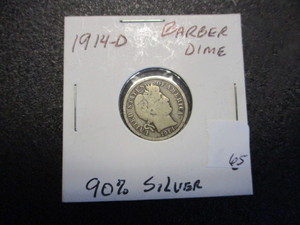 1914-D BARBER
DIME
65
90% SILVER